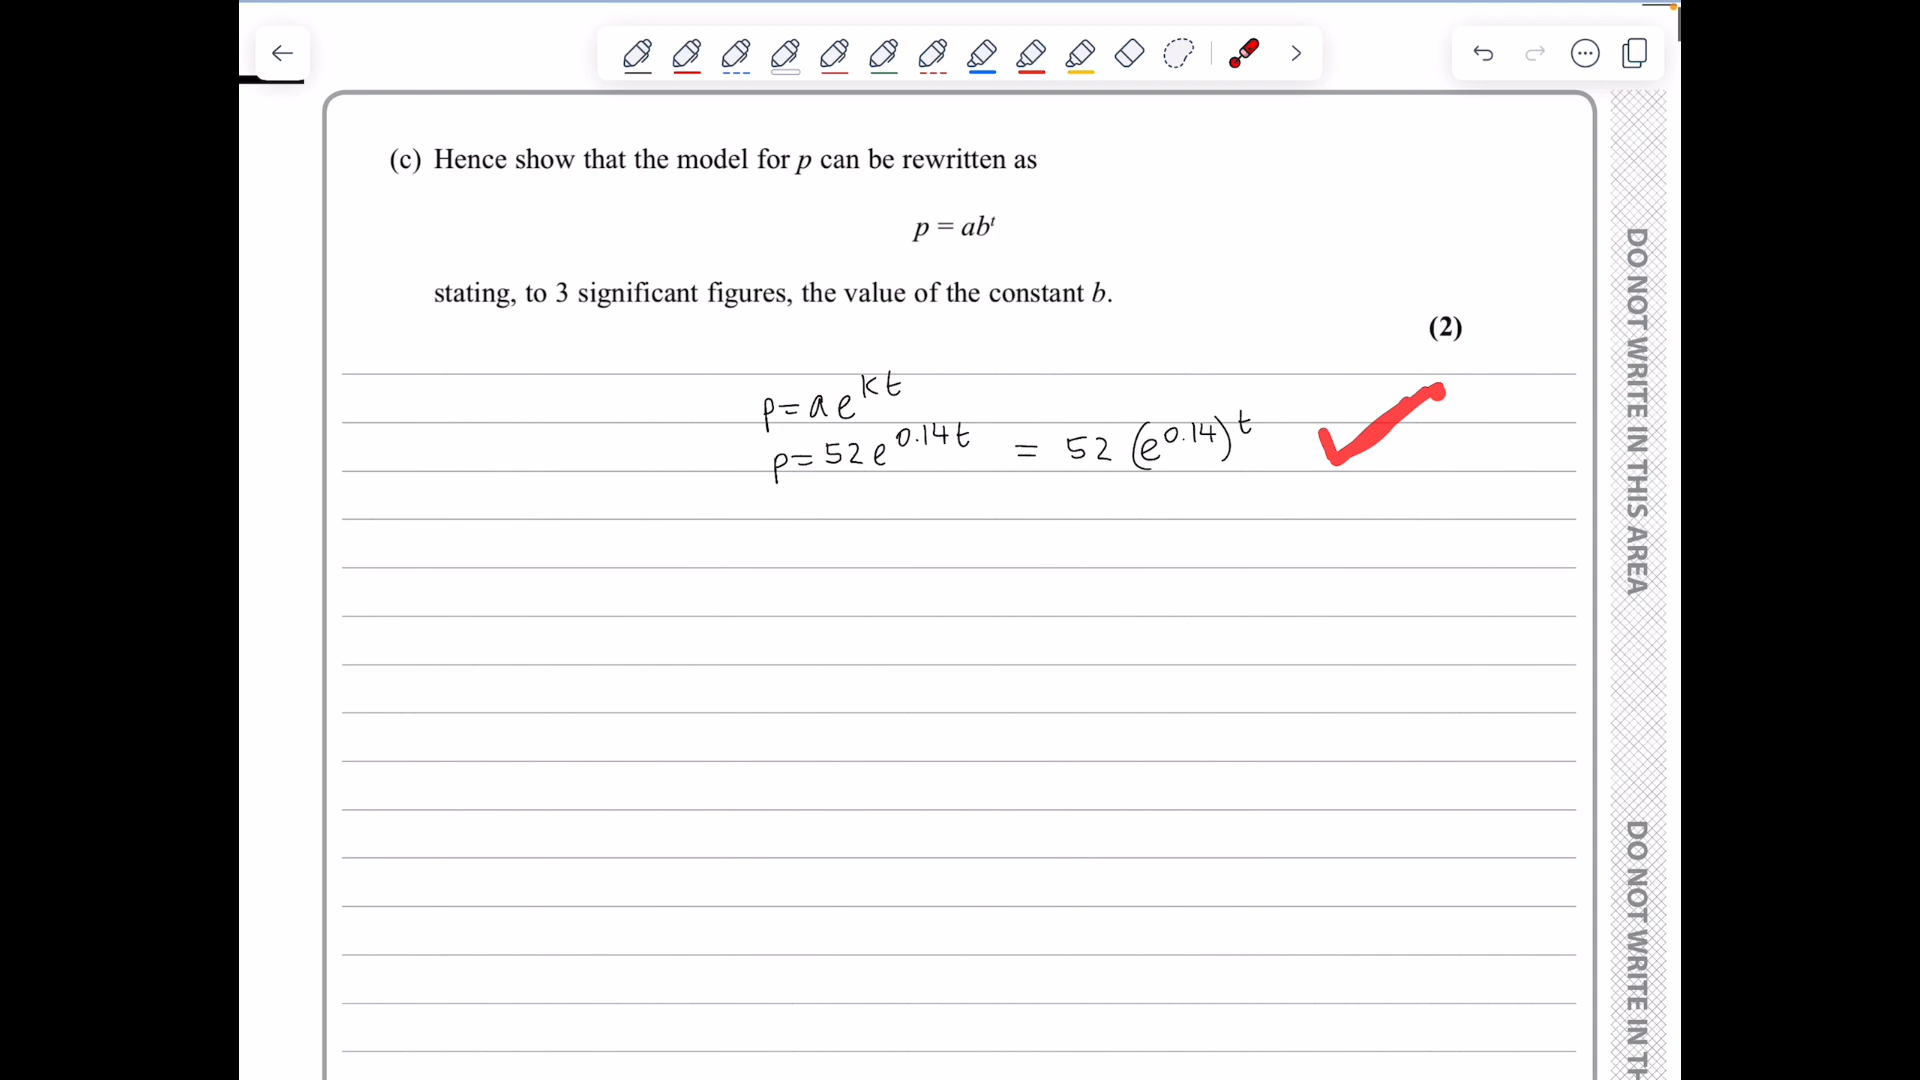 (c) Hence show that the model for p can be rewritten as
p = abᵗ
stating, to 3 significant figures, the value of the constant b.
(2)
p=ae^{kt}
p=52e^{0.14t} = 52(e^{0.14})^t
DO NOT WRITE IN THIS AREA
DO NOT WRITE IN TH